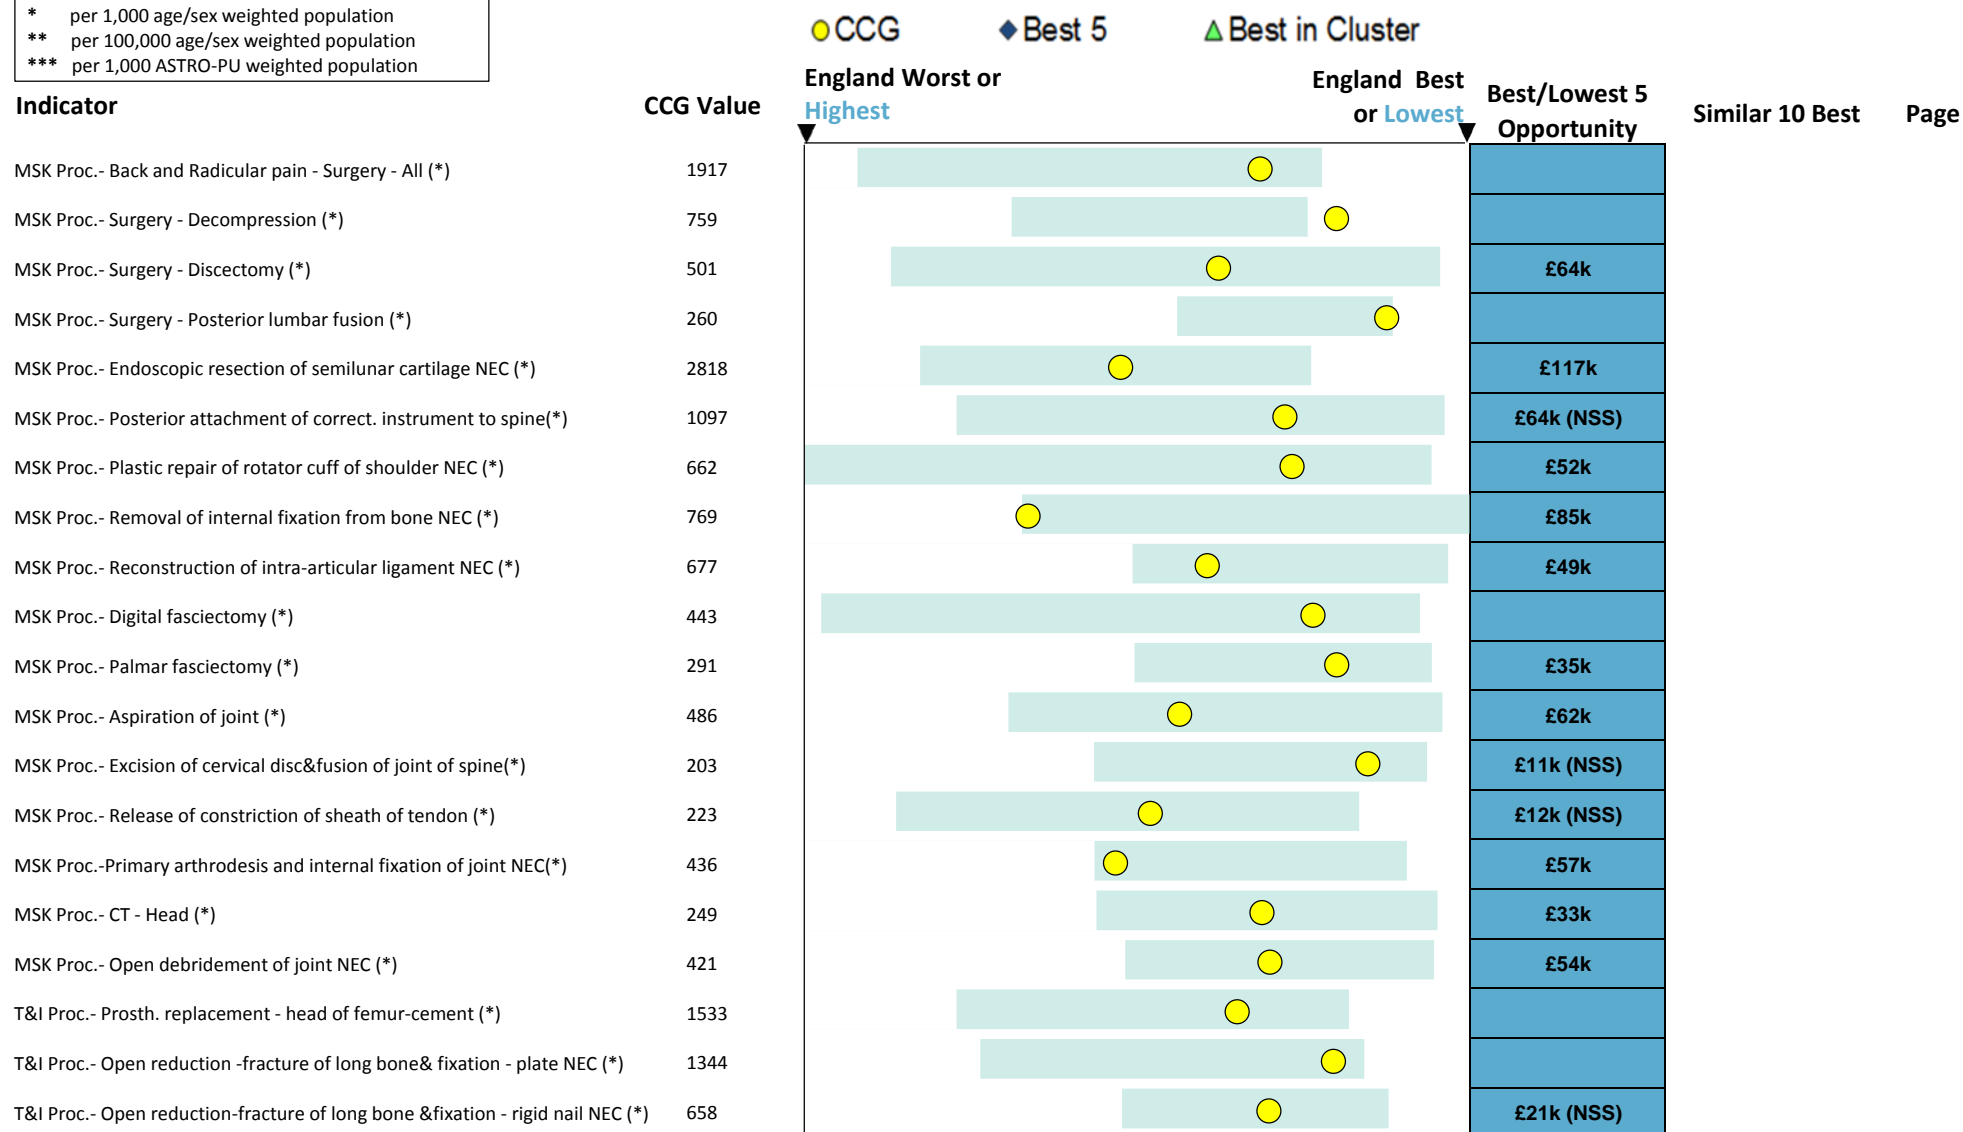 * per 1,000 age/sex weighted population
** per 100,000 age/sex weighted population
*** per 1,000 ASTRO-PU weighted population
CCG Best 5 Best in Cluster
England Worst or Highest
England Best or Lowest
Indicator CCG Value Best/Lowest 5 Opportunity Similar 10 Best Page
MSK Proc.- Back and Radicular pain - Surgery - All (*) 1917
MSK Proc.- Surgery - Decompression (*) 759
MSK Proc.- Surgery - Discectomy (*) 501 £64k
MSK Proc.- Surgery - Posterior lumbar fusion (*) 260
MSK Proc.- Endoscopic resection of semilunar cartilage NEC (*) 2818 £117k
MSK Proc.- Posterior attachment of correct. instrument to spine(*) 1097 £64k (NSS)
MSK Proc.- Plastic repair of rotator cuff of shoulder NEC (*) 662 £52k
MSK Proc.- Removal of internal fixation from bone NEC (*) 769 £85k
MSK Proc.- Reconstruction of intra-articular ligament NEC (*) 677 £49k
MSK Proc.- Digital fasciectomy (*) 443
MSK Proc.- Palmar fasciectomy (*) 291 £35k
MSK Proc.- Aspiration of joint (*) 486 £62k
MSK Proc.- Excision of cervical disc&fusion of joint of spine(*) 203 £11k (NSS)
MSK Proc.- Release of constriction of sheath of tendon (*) 223 £12k (NSS)
MSK Proc.-Primary arthrodesis and internal fixation of joint NEC(*) 436 £57k
MSK Proc.- CT - Head (*) 249 £33k
MSK Proc.- Open debridement of joint NEC (*) 421 £54k
T&I Proc.- Prosth. replacement - head of femur-cement (*) 1533
T&I Proc.- Open reduction -fracture of long bone& fixation - plate NEC (*) 1344
T&I Proc.- Open reduction-fracture of long bone &fixation - rigid nail NEC (*) 658 £21k (NSS)